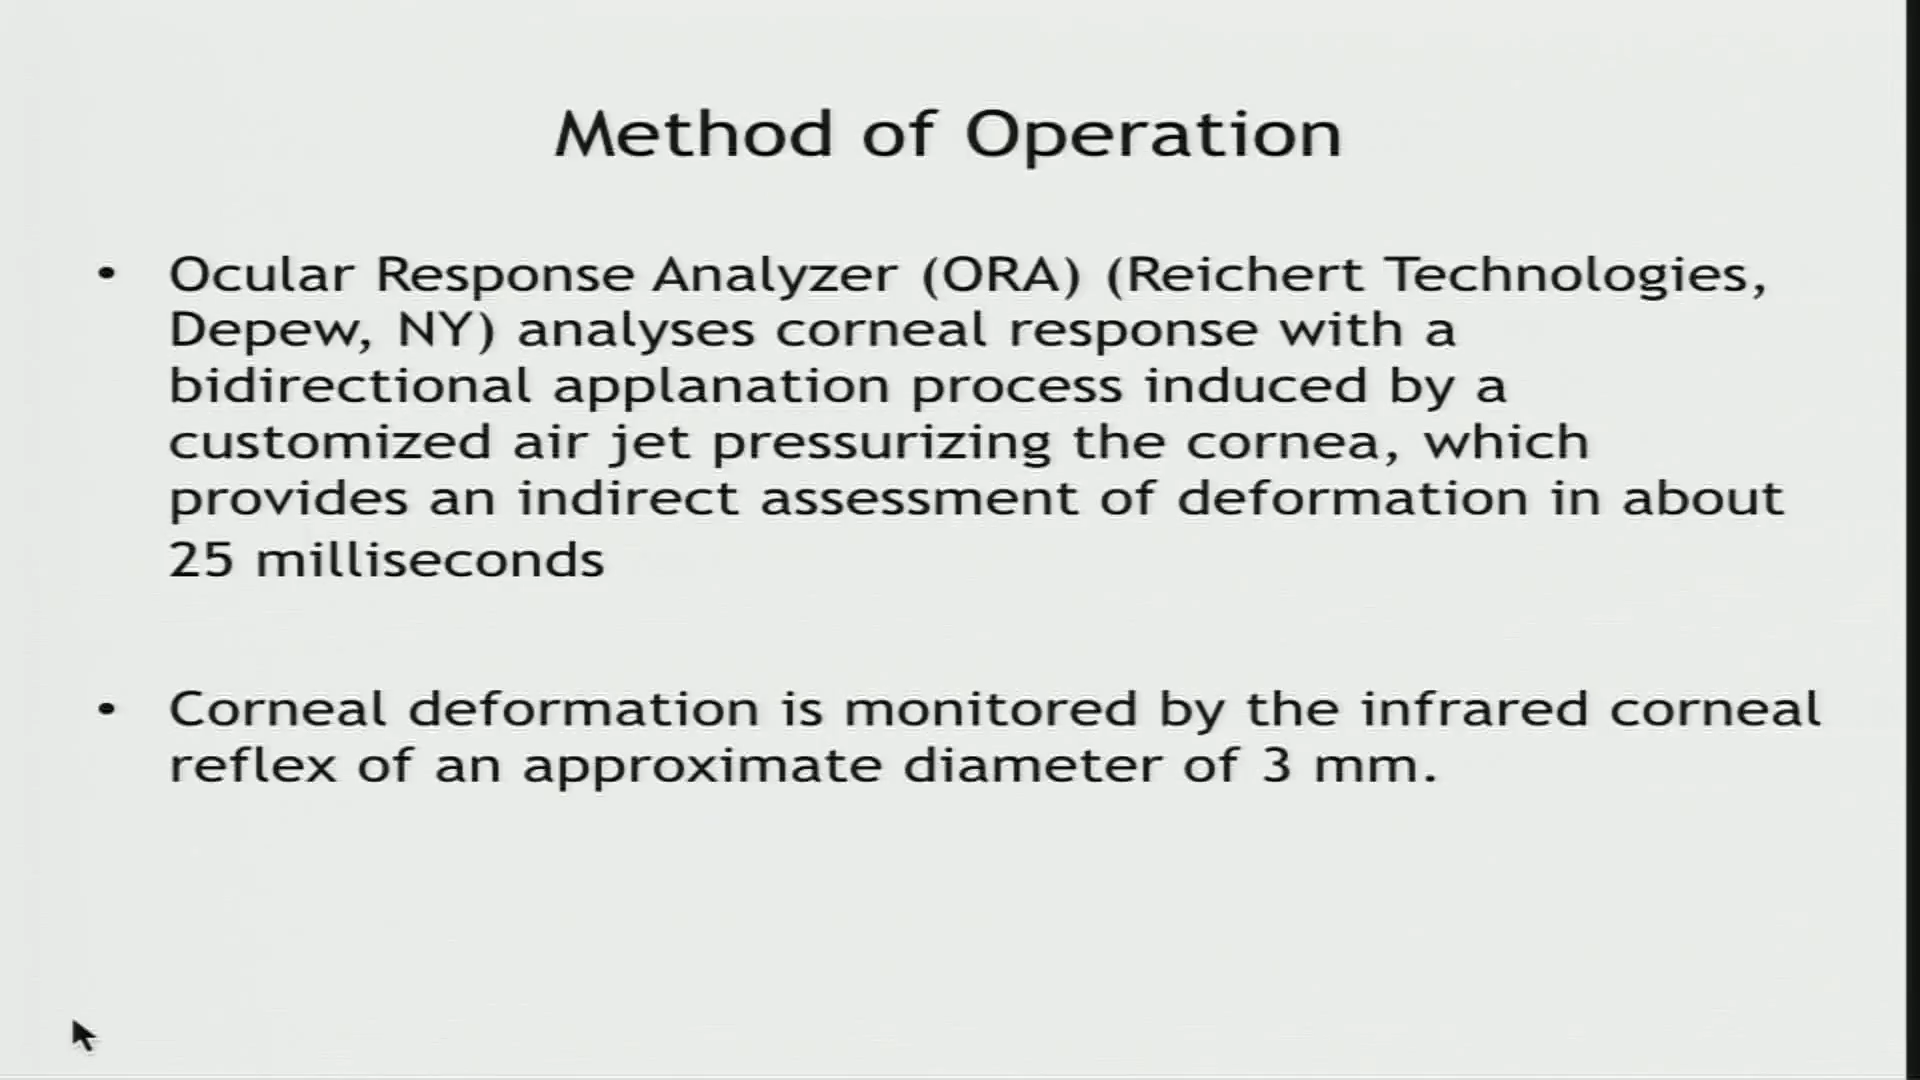 Method of Operation
• Ocular Response Analyzer (ORA) (Reichert Technologies,
Depew, NY) analyses corneal response with a
bidirectional applanation process induced by a
customized air jet pressurizing the cornea, which
provides an indirect assessment of deformation in about
25 milliseconds
• Corneal deformation is monitored by the infrared corneal
reflex of an approximate diameter of 3 mm.